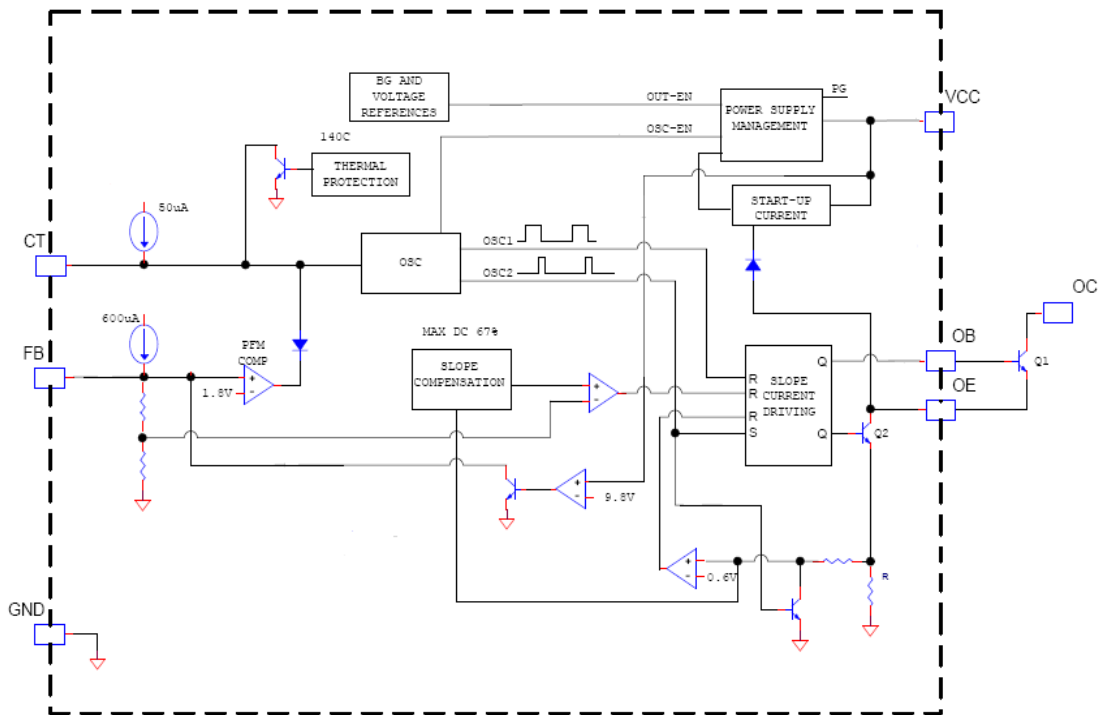 BG AND
VOLTAGE
REFERENCES
OUT-EN
OSC-EN
PG
POWER SUPPLY
MANAGEMENT
VCC
140C
THERMAL
PROTECTION
START-UP
CURRENT
50uA
CT
OSC
OSC1
OSC2
OC
600uA
FB
PFM
COMP
+
-
1.8V
MAX DC 67%
SLOPE
COMPENSATION
+
-
R
R
R
S
SLOPE
CURRENT
DRIVING
Q
Q
OB
OE
Q1
Q2
+
-
9.8V
+
-
0.6V
R
GND